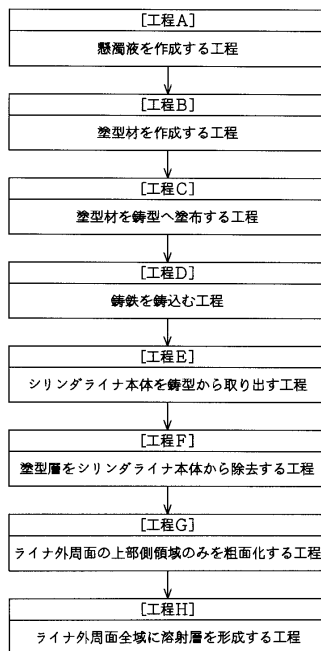 [工程A]
懸濁液を作成する工程
[工程B]
塗型材を作成する工程
[工程C]
塗型材を鋳型へ塗布する工程
[工程D]
鋳鉄を鋳込む工程
[工程E]
シリンダライナ本体を鋳型から取り出す工程
[工程F]
塗型層をシリンダライナ本体から除去する工程
[工程G]
ライナ外周面の上部側領域のみを粗面化する工程
[工程H]
ライナ外周面全域に溶射層を形成する工程